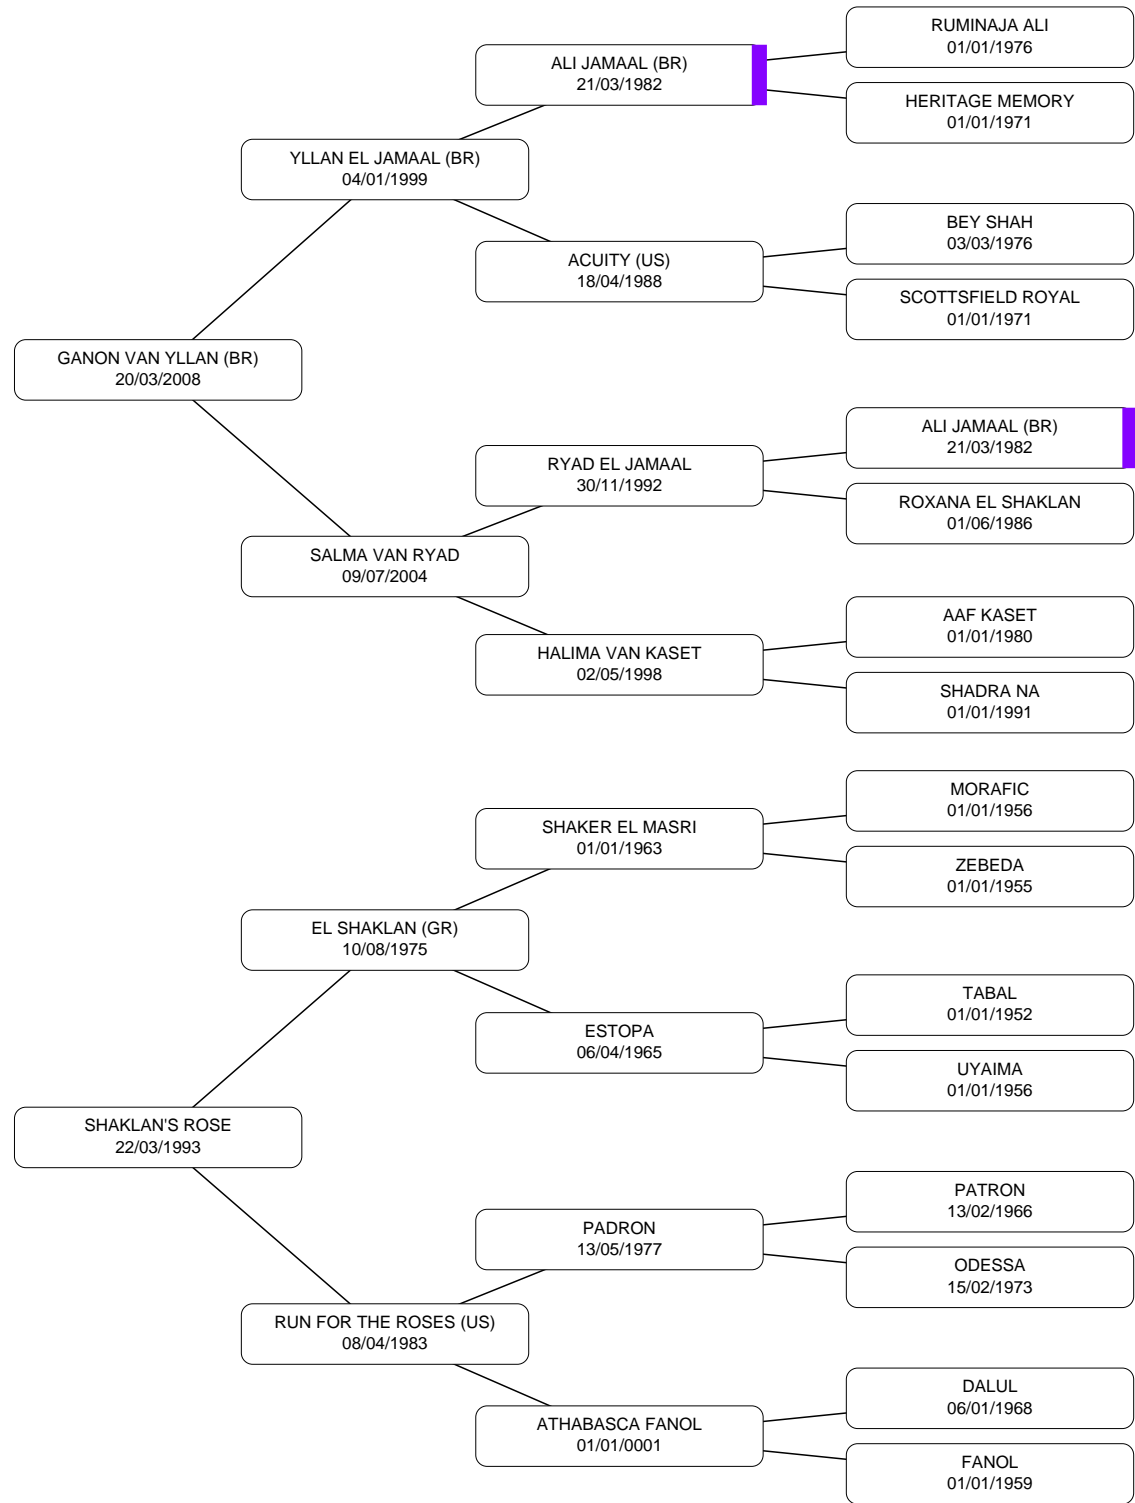 RUMINAJA ALI
01/01/1976
ALI JAMAAL (BR)
21/03/1982
HERITAGE MEMORY
01/01/1971
YLLAN EL JAMAAL (BR)
04/01/1999
BEY SHAH
03/03/1976
ACUITY (US)
18/04/1988
SCOTTSFIELD ROYAL
01/01/1971
GANON VAN YLLAN (BR)
20/03/2008
ALI JAMAAL (BR)
21/03/1982
RYAD EL JAMAAL
30/11/1992
ROXANA EL SHAKLAN
01/06/1986
SALMA VAN RYAD
09/07/2004
AAF KASET
01/01/1980
HALIMA VAN KASET
02/05/1998
SHADRA NA
01/01/1991
MORAFIC
01/01/1956
SHAKER EL MASRI
01/01/1963
ZEBEDA
01/01/1955
EL SHAKLAN (GR)
10/08/1975
TABAL
01/01/1952
ESTOPA
06/04/1965
UYAIMA
01/01/1956
SHAKLAN'S ROSE
22/03/1993
PATRON
13/02/1966
PADRON
13/05/1977
ODESSA
15/02/1973
RUN FOR THE ROSES (US)
08/04/1983
DALUL
06/01/1968
ATHABASCA FANOL
01/01/0001
FANOL
01/01/1959